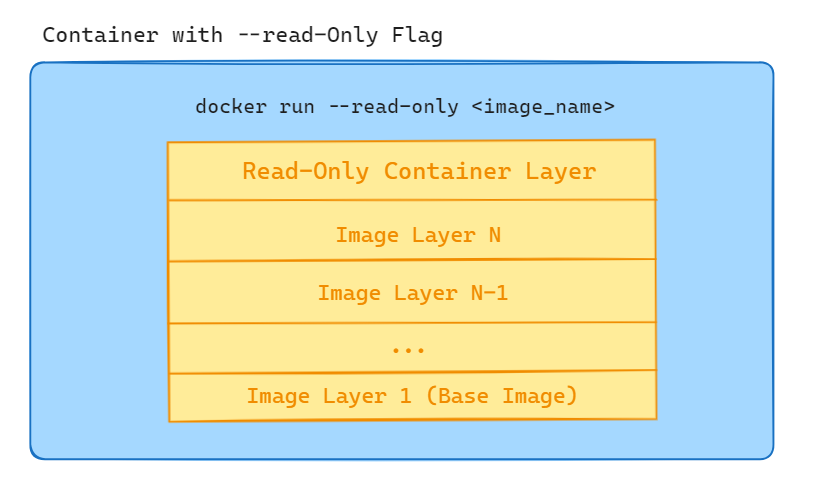 Container with --read-Only Flag
docker run --read-only <image_name>
Read-Only Container Layer
Image Layer N
Image Layer N-1
...
Image Layer 1 (Base Image)